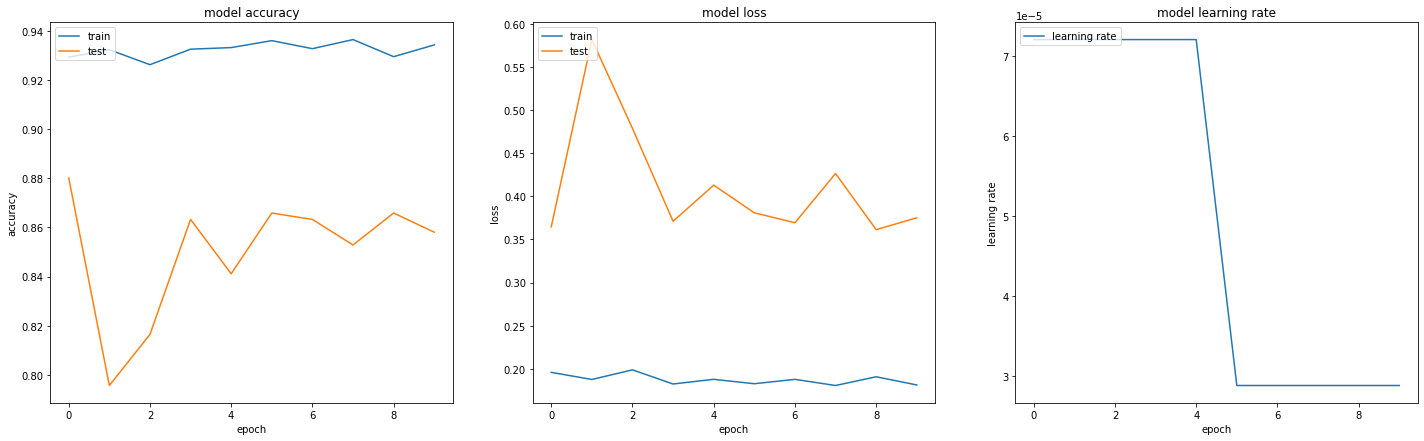 model accuracy
train
test
0.94
0.92
0.90
0.88
0.86
0.84
0.82
0.80
accuracy
0 2 4 6 8
epoch
model loss
train
test
0.60
0.55
0.50
0.45
0.40
0.35
0.30
0.25
0.20
loss
0 2 4 6 8
epoch
model learning rate
1e−5
learning rate
7
6
5
4
3
learning rate
0 2 4 6 8
epoch